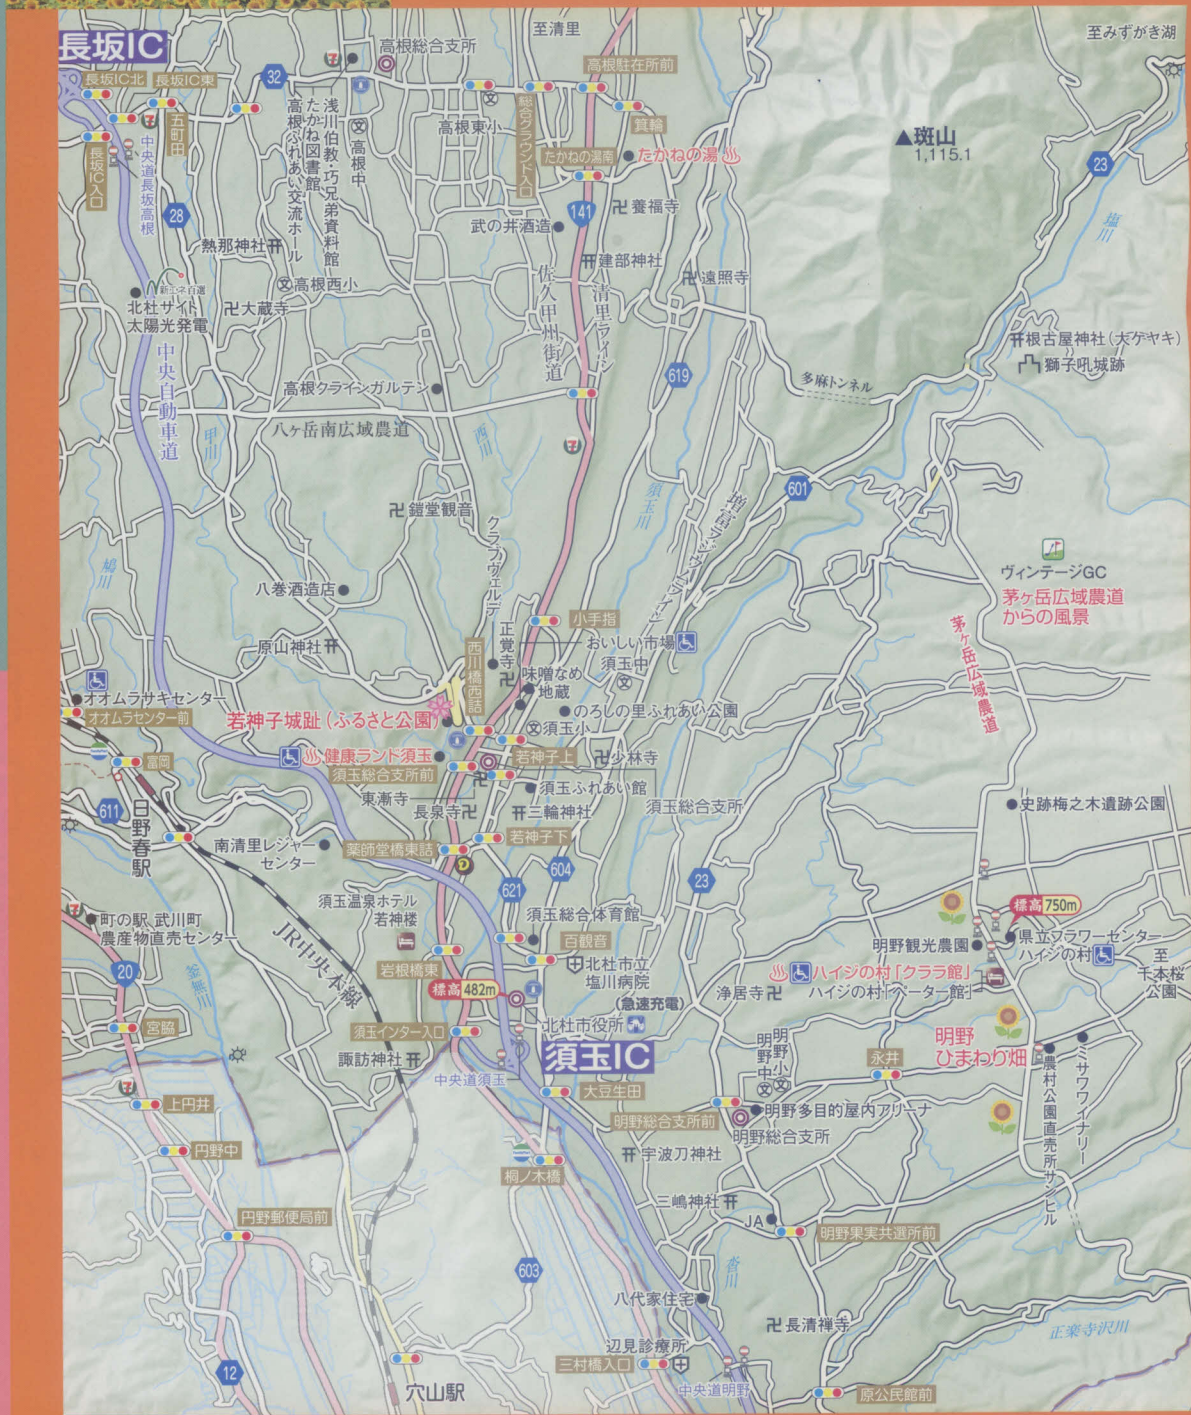 長坂IC
高根総合支所
至清里
至みずがき湖
長坂IC北
長坂IC東
32
高根駐在所前
五町田
浅川伯教・巧兄弟資料館
たかね図書館
高根ふれあい交流ホール
高根中
高根東小
総合グラウンド入口
箕輪
たかねの湯南
たかねの湯
▲斑山
1,115.1
23
長坂IC入口
中央道長坂高根
28
141
養福寺
武の井酒造
塩川
熱那神社
建部神社
遠照寺
高根西小
新エネ百選
北杜サイト
太陽光発電
大蔵寺
佐久甲州街道
清里ライン
根古屋神社(大ケヤキ)
獅子吼城跡
中央自動車道
高根クラインガルテン
619
多麻トンネル
八ヶ岳南広域農道
甲川
西川
須玉川
601
増富ラジウムライン
鎧堂観音
クラブヴェルデ
鳩川
八巻酒造店
ヴィンテージGC
茅ヶ岳広域農道
からの風景
茅ヶ岳広域農道
小手指
原山神社
正覚寺
西川橋西詰
おいしい市場
須玉中
味噌なめ
地蔵
オオムラサキセンター
オオムラセンター前
若神子城趾(ふるさと公園)
のろしの里ふれあい公園
須玉小
富岡
健康ランド須玉
須玉総合支所前
若神子上
少林寺
東漸寺
須玉ふれあい館
長泉寺
三輪神社
須玉総合支所
史跡梅之木遺跡公園
611
日野春駅
南清里レジャー
センター
薬師堂橋東詰
若神子下
604
621
23
須玉温泉ホテル
若神楼
須玉総合体育館
標高750m
町の駅 武川町
農産物直売センター
JR中央本線
百観音
明野観光農園
県立フラワーセンター
ハイジの村
至
千本桜
公園
20
釜無川
岩根橋東
北杜市立
塩川病院
ハイジの村「クララ館」
ハイジの村「ペーター館」
標高482m
(急速充電)
浄居寺
宮脇
須玉インター入口
北杜市役所
明野
ひまわり畑
須玉IC
諏訪神社
中央道須玉
明野中
明野小
永井
農村公園直売所サンヒル
ミサワワイナリー
上円井
大豆生田
明野総合支所前
明野多目的屋内アリーナ
明野総合支所
円野中
桐ノ木橋
宇波刀神社
円野郵便局前
三嶋神社
JA
明野果実共選所前
603
八代家住宅
長清禅寺
正楽寺沢川
12
穴山駅
辺見診療所
三村橋入口
中央道明野
原公民館前